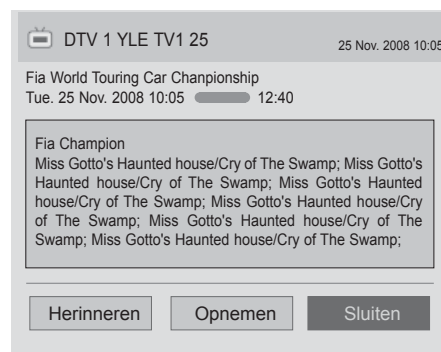 DTV 1 YLE TV1 25
25 Nov. 2008 10:05
Fia World Touring Car Chanpionship
Tue. 25 Nov. 2008 10:05 12:40
Fia Champion
Miss Gotto's Haunted house/Cry of The Swamp; Miss Gotto's
Haunted house/Cry of The Swamp; Miss Gotto's Haunted
house/Cry of The Swamp; Miss Gotto's Haunted house/Cry
of The Swamp; Miss Gotto's Haunted house/Cry of The
Swamp; Miss Gotto's Haunted house/Cry of The Swamp;
Herinneren Opnemen Sluiten